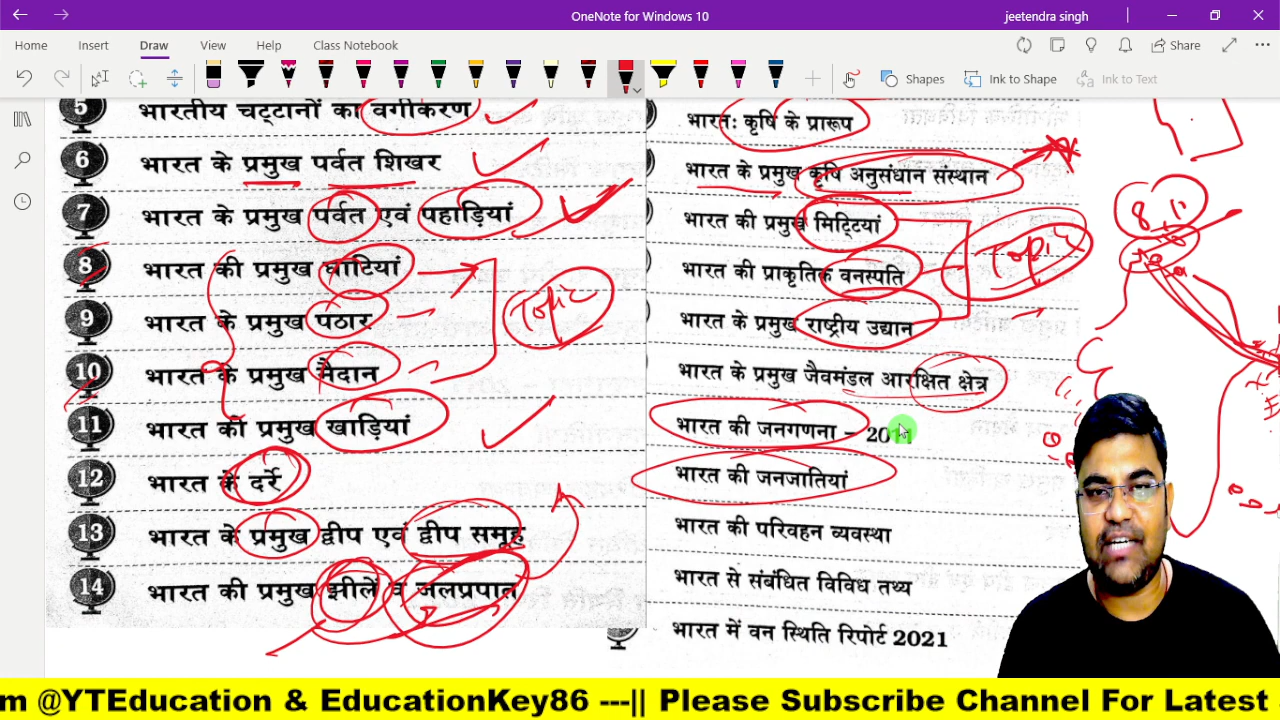 OneNote for Windows 10
jeetendra singh
Home Insert Draw View Help Class Notebook
Share
Shapes
Ink to Shape
Ink to Text
5 भारतीय चट्टानों का वर्गीकरण
6 भारत के प्रमुख पर्वत शिखर
7 भारत के प्रमुख पर्वत एवं पहाड़ियां
8 भारत की प्रमुख घाटियां
9 भारत के प्रमुख पठार
10 भारत के प्रमुख मैदान
11 भारत की प्रमुख खाड़ियां
12 भारत के दर्रे
13 भारत के प्रमुख द्वीप एवं द्वीप समूह
14 भारत की प्रमुख झीलें व जलप्रपात
Topic
भारतः कृषि के प्रारूप
भारत के प्रमुख कृषि अनुसंधान संस्थान
भारत की प्रमुख मिट्टियां
भारत की प्राकृतिक वनस्पति
भारत के प्रमुख राष्ट्रीय उद्यान
भारत के प्रमुख जैवमंडल आरक्षित क्षेत्र
भारत की जनगणना – 2011
भारत की जनजातियां
भारत की परिवहन व्यवस्था
भारत से संबंधित विविध तथ्य
भारत में वन स्थिति रिपोर्ट 2021
Topic
m @YTEducation & EducationKey86 ---|| Please Subscribe Channel For Latest